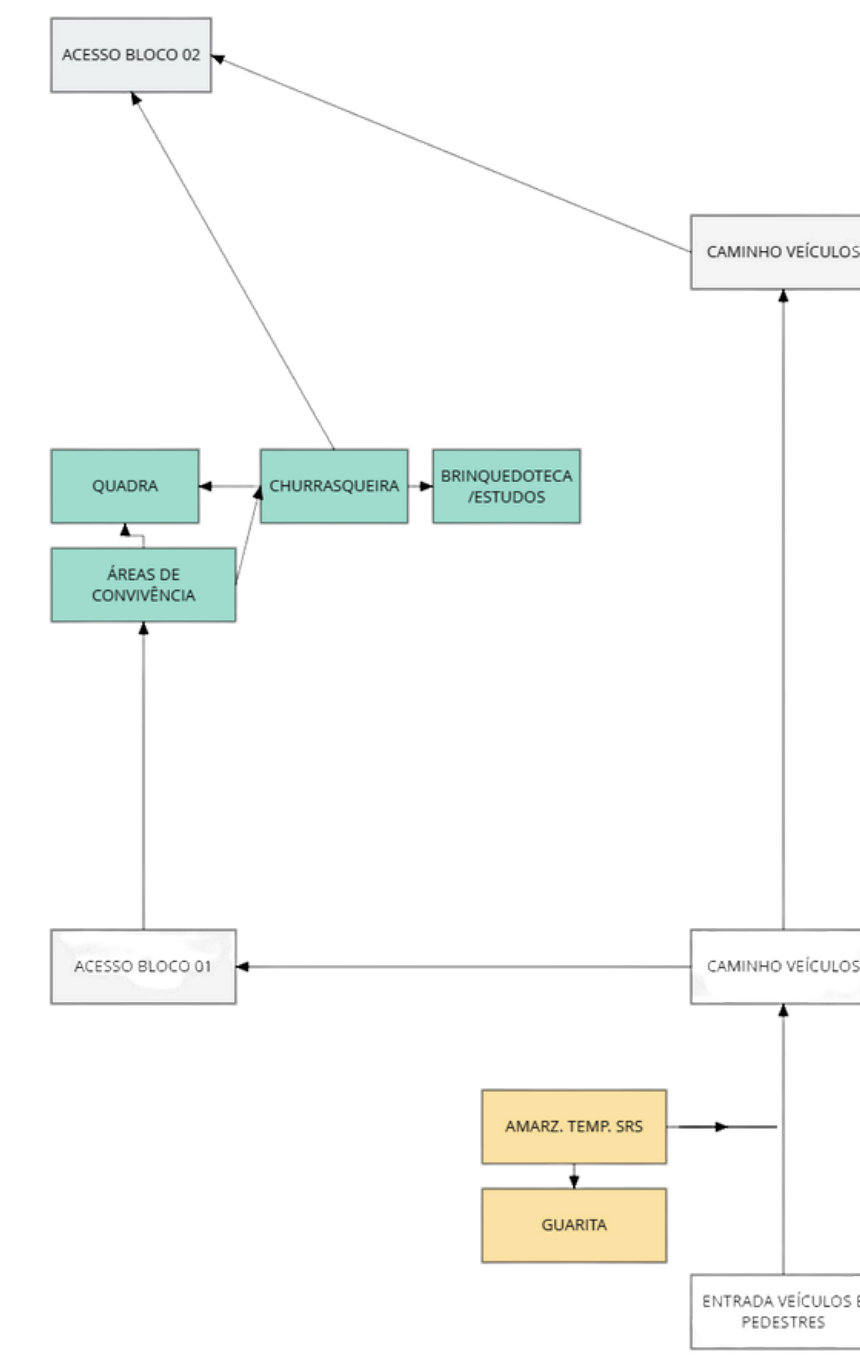 ACESSO BLOCO 02
CAMINHO VEÍCULOS
QUADRA
CHURRASQUEIRA
BRINQUEDOTECA
/ESTUDOS
ÁREAS DE
CONVIVÊNCIA
ACESSO BLOCO 01
CAMINHO VEÍCULOS
AMARZ. TEMP. SRS
GUARITA
ENTRADA VEÍCULOS E
PEDESTRES